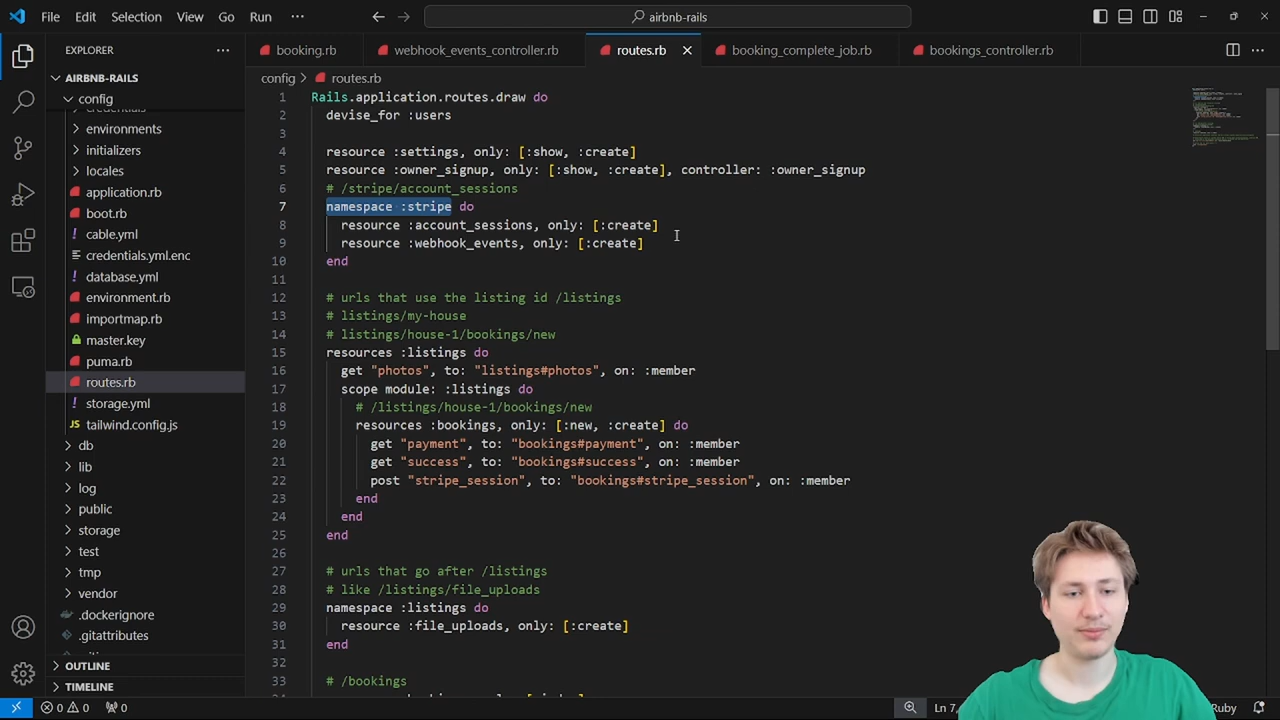 File Edit Selection View Go Run ··· airbnb-rails
EXPLORER ···
booking.rb webhook_events_controller.rb routes.rb booking_complete_job.rb bookings_controller.rb
AIRBNB-RAILS
config > routes.rb
config
credentials
environments
initializers
locales
application.rb
boot.rb
cable.yml
credentials.yml.enc
database.yml
environment.rb
importmap.rb
master.key
puma.rb
routes.rb
storage.yml
tailwind.config.js
db
lib
log
public
storage
test
tmp
vendor
.dockerignore
.gitattributes
OUTLINE
TIMELINE
1 Rails.application.routes.draw do
2 devise_for :users
3
4 resource :settings, only: [:show, :create]
5 resource :owner_signup, only: [:show, :create], controller: :owner_signup
6 # /stripe/account_sessions
7 namespace :stripe do
8 resource :account_sessions, only: [:create]
9 resource :webhook_events, only: [:create]
10 end
11
12 # urls that use the listing id /listings
13 # listings/my-house
14 # listings/house-1/bookings/new
15 resources :listings do
16 get "photos", to: "listings#photos", on: :member
17 scope module: :listings do
18 # /listings/house-1/bookings/new
19 resources :bookings, only: [:new, :create] do
20 get "payment", to: "bookings#payment", on: :member
21 get "success", to: "bookings#success", on: :member
22 post "stripe_session", to: "bookings#stripe_session", on: :member
23 end
24 end
25 end
26
27 # urls that go after /listings
28 # like /listings/file_uploads
29 namespace :listings do
30 resource :file_uploads, only: [:create]
31 end
32
33 # /bookings
0 0 0 Ln 7, Ruby